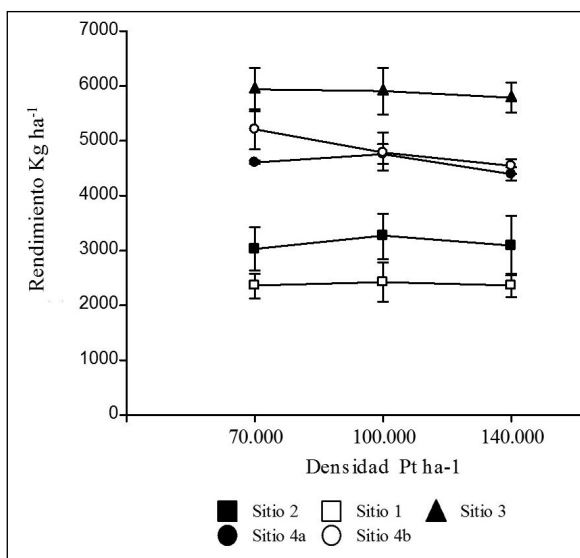 7000
6000
5000
4000
3000
2000
1000
0
Rendimiento Kg ha-1
70.000 100.000 140.000
Densidad Pt ha-1
Sitio 2 Sitio 1 Sitio 3
Sitio 4a Sitio 4b